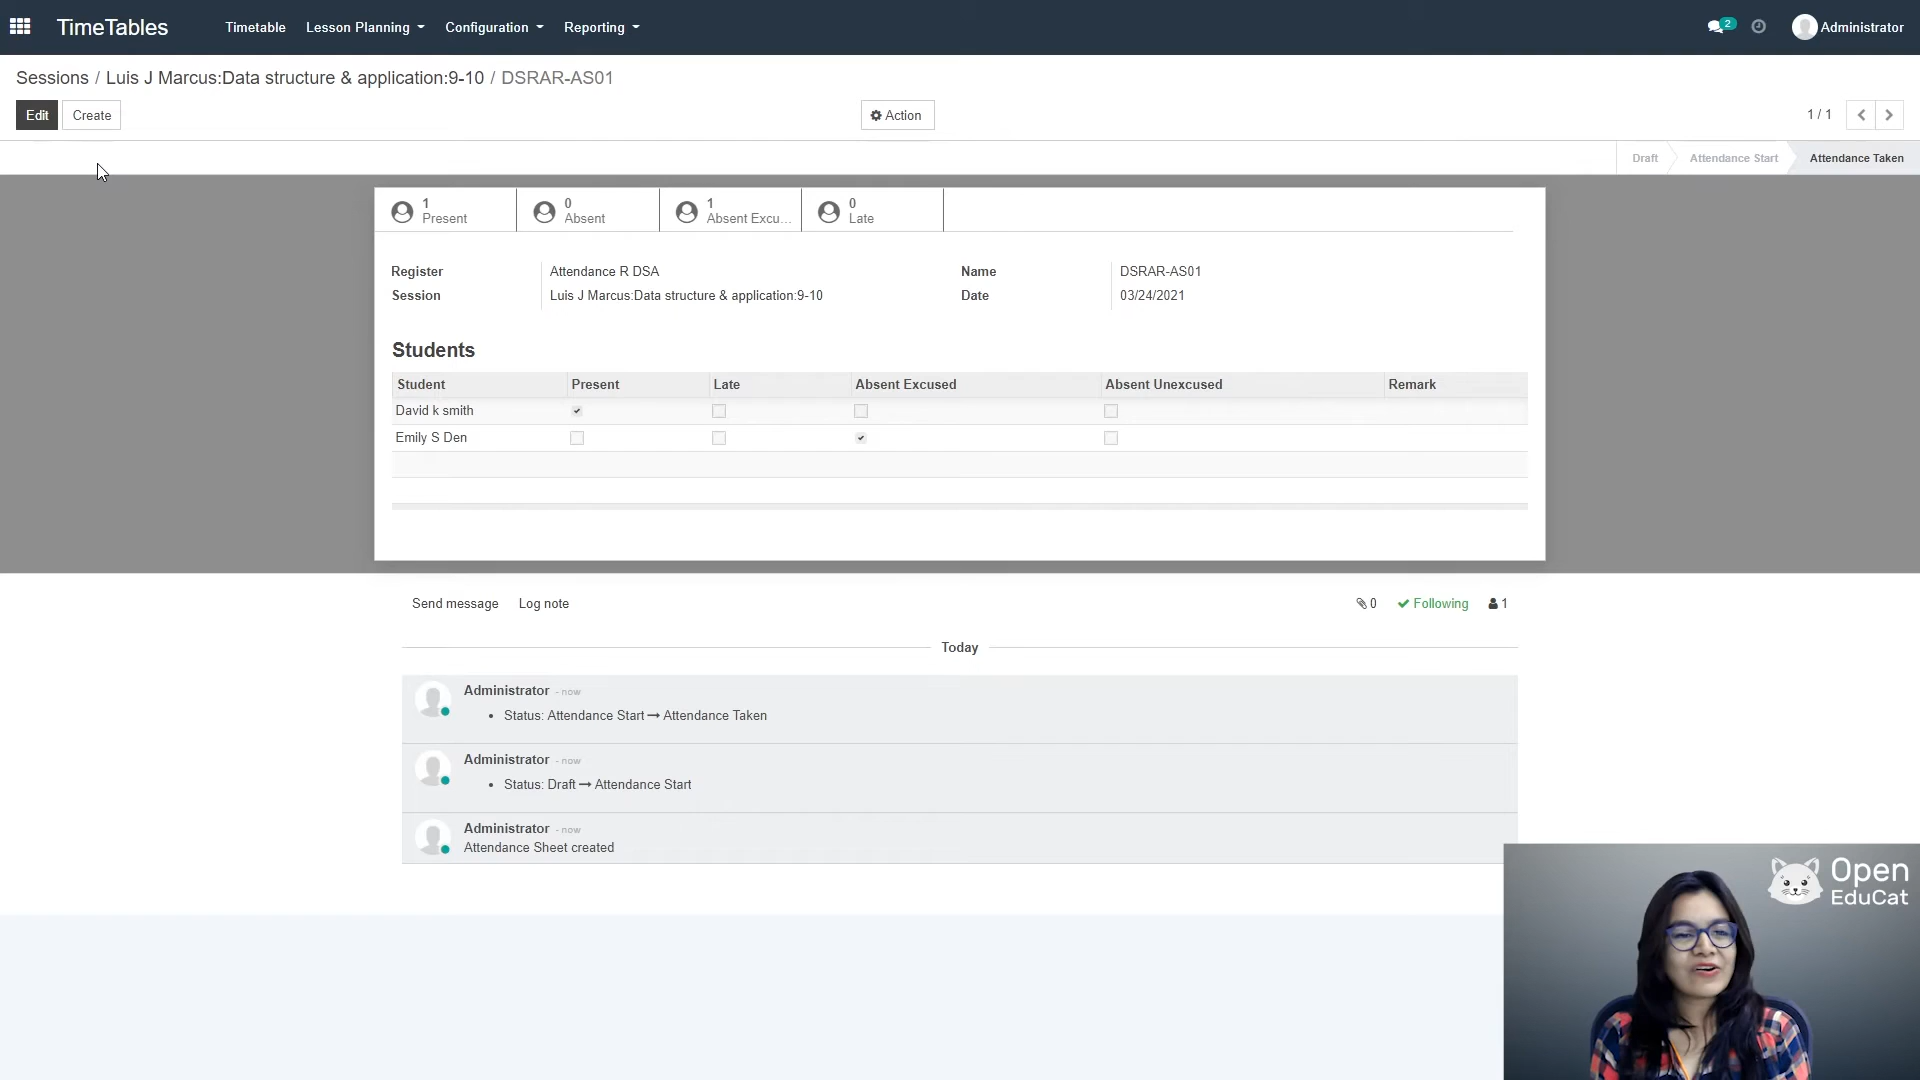 TimeTables Timetable Lesson Planning Configuration Reporting 2 Administrator
Sessions / Luis J Marcus:Data structure & application:9-10 / DSRAR-AS01
Edit Create Action 1 / 1
Draft Attendance Start Attendance Taken
1 Present
0 Absent
1 Absent Excu...
0 Late
Register Attendance R DSA Name DSRAR-AS01
Session Luis J Marcus:Data structure & application:9-10 Date 03/24/2021
Students
Student Present Late Absent Excused Absent Unexcused Remark
David k smith
Emily S Den
Send message Log note 0 Following 1
Today
Administrator - now
• Status: Attendance Start → Attendance Taken
Administrator - now
• Status: Draft → Attendance Start
Administrator - now
Attendance Sheet created
Open
EduCat